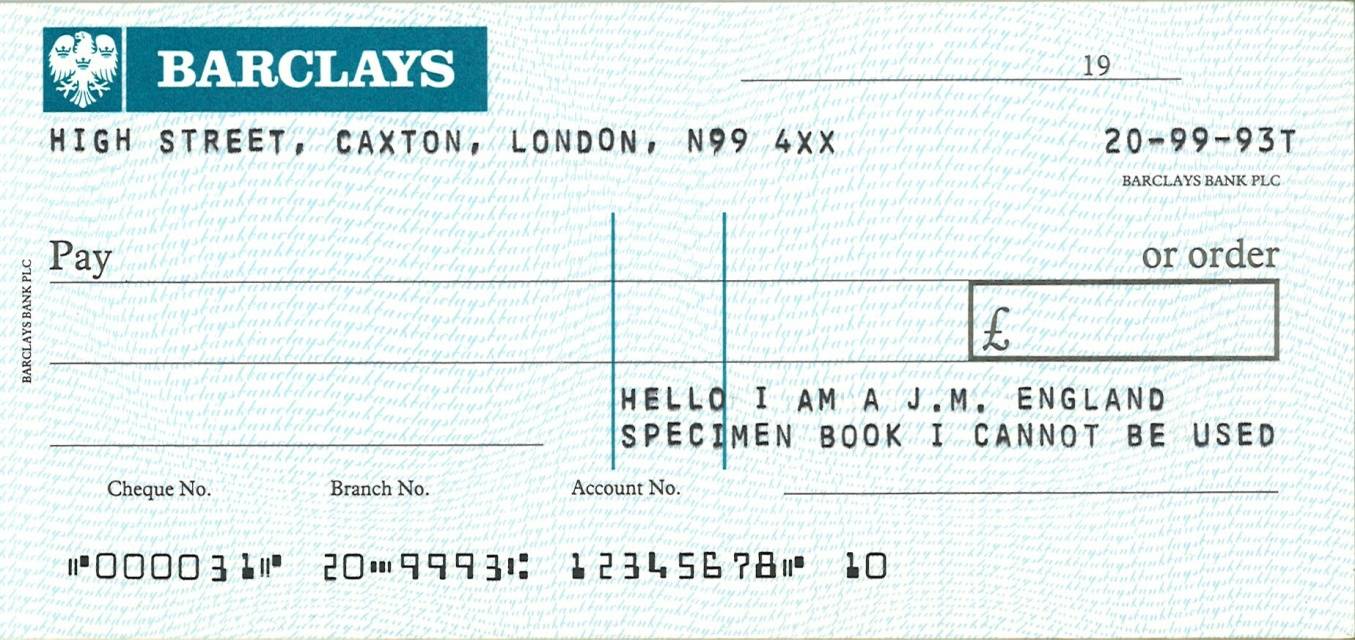 BARCLAYS
19
HIGH STREET, CAXTON, LONDON, N99 4XX
20-99-93T
BARCLAYS BANK PLC
BARCLAYS BANK PLC
Pay
or order
£
HELLO I AM A J.M. ENGLAND
SPECIMEN BOOK I CANNOT BE USED
Cheque No. Branch No. Account No.
⑈000031⑈ 20⑉9993⑆ 12345678⑈ 10